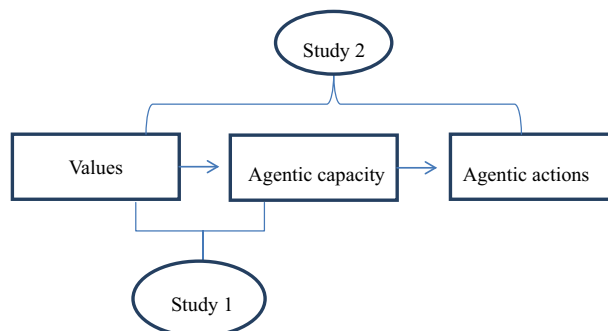 Study 2
Values
Agentic capacity
Agentic actions
Study 1